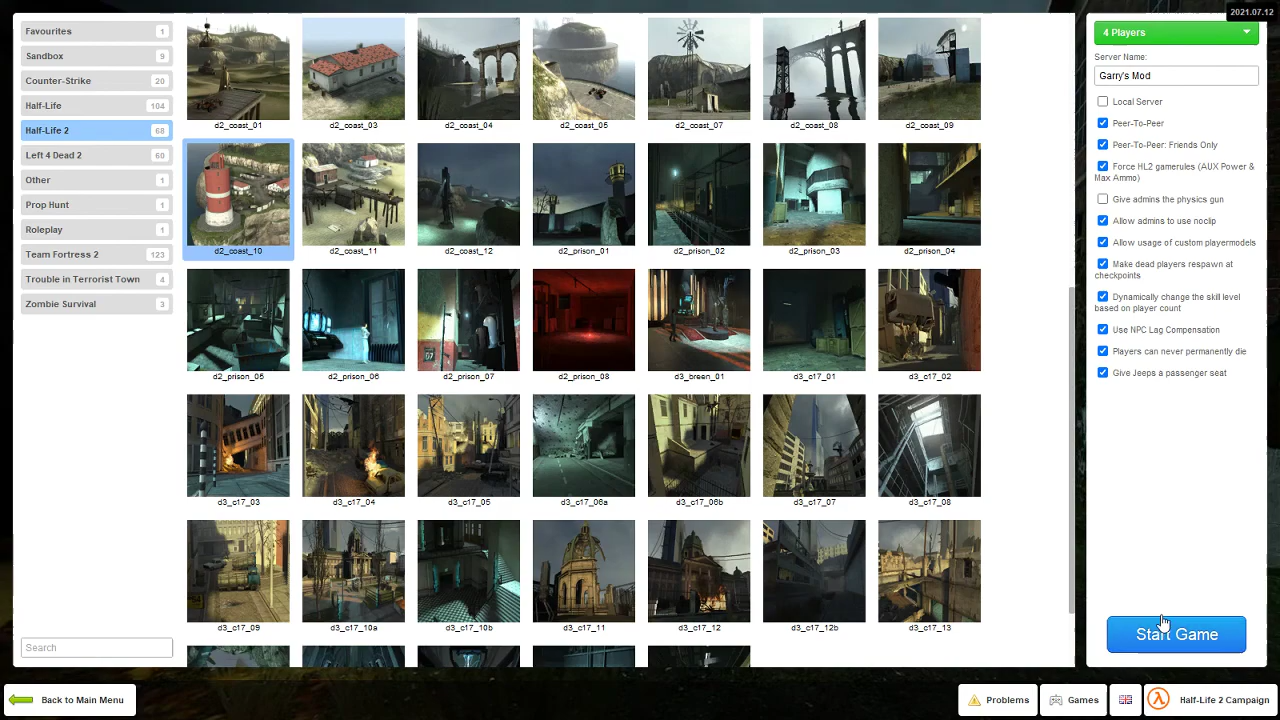 2021.07.12
Favourites 1
Sandbox 9
Counter-Strike 20
Half-Life 104
Half-Life 2 68
Left 4 Dead 2 60
Other 1
Prop Hunt 1
Roleplay 1
Team Fortress 2 123
Trouble in Terrorist Town 4
Zombie Survival 3
Search
d2_coast_01 d2_coast_03 d2_coast_04 d2_coast_05 d2_coast_07 d2_coast_08 d2_coast_09
d2_coast_10 d2_coast_11 d2_coast_12 d2_prison_01 d2_prison_02 d2_prison_03 d2_prison_04
d2_prison_05 d2_prison_06 d2_prison_07 d2_prison_08 d3_breen_01 d3_c17_01 d3_c17_02
d3_c17_03 d3_c17_04 d3_c17_05 d3_c17_06a d3_c17_06b d3_c17_07 d3_c17_08
d3_c17_09 d3_c17_10a d3_c17_10b d3_c17_11 d3_c17_12 d3_c17_12b d3_c17_13
4 Players
Server Name:
Garry's Mod
Local Server
Peer-To-Peer
Peer-To-Peer: Friends Only
Force HL2 gamerules (AUX Power &
Max Ammo)
Give admins the physics gun
Allow admins to use noclip
Allow usage of custom playermodels
Make dead players respawn at
checkpoints
Dynamically change the skill level
based on player count
Use NPC Lag Compensation
Players can never permanently die
Give Jeeps a passenger seat
Start Game
Back to Main Menu
Problems
Games
Half-Life 2 Campaign